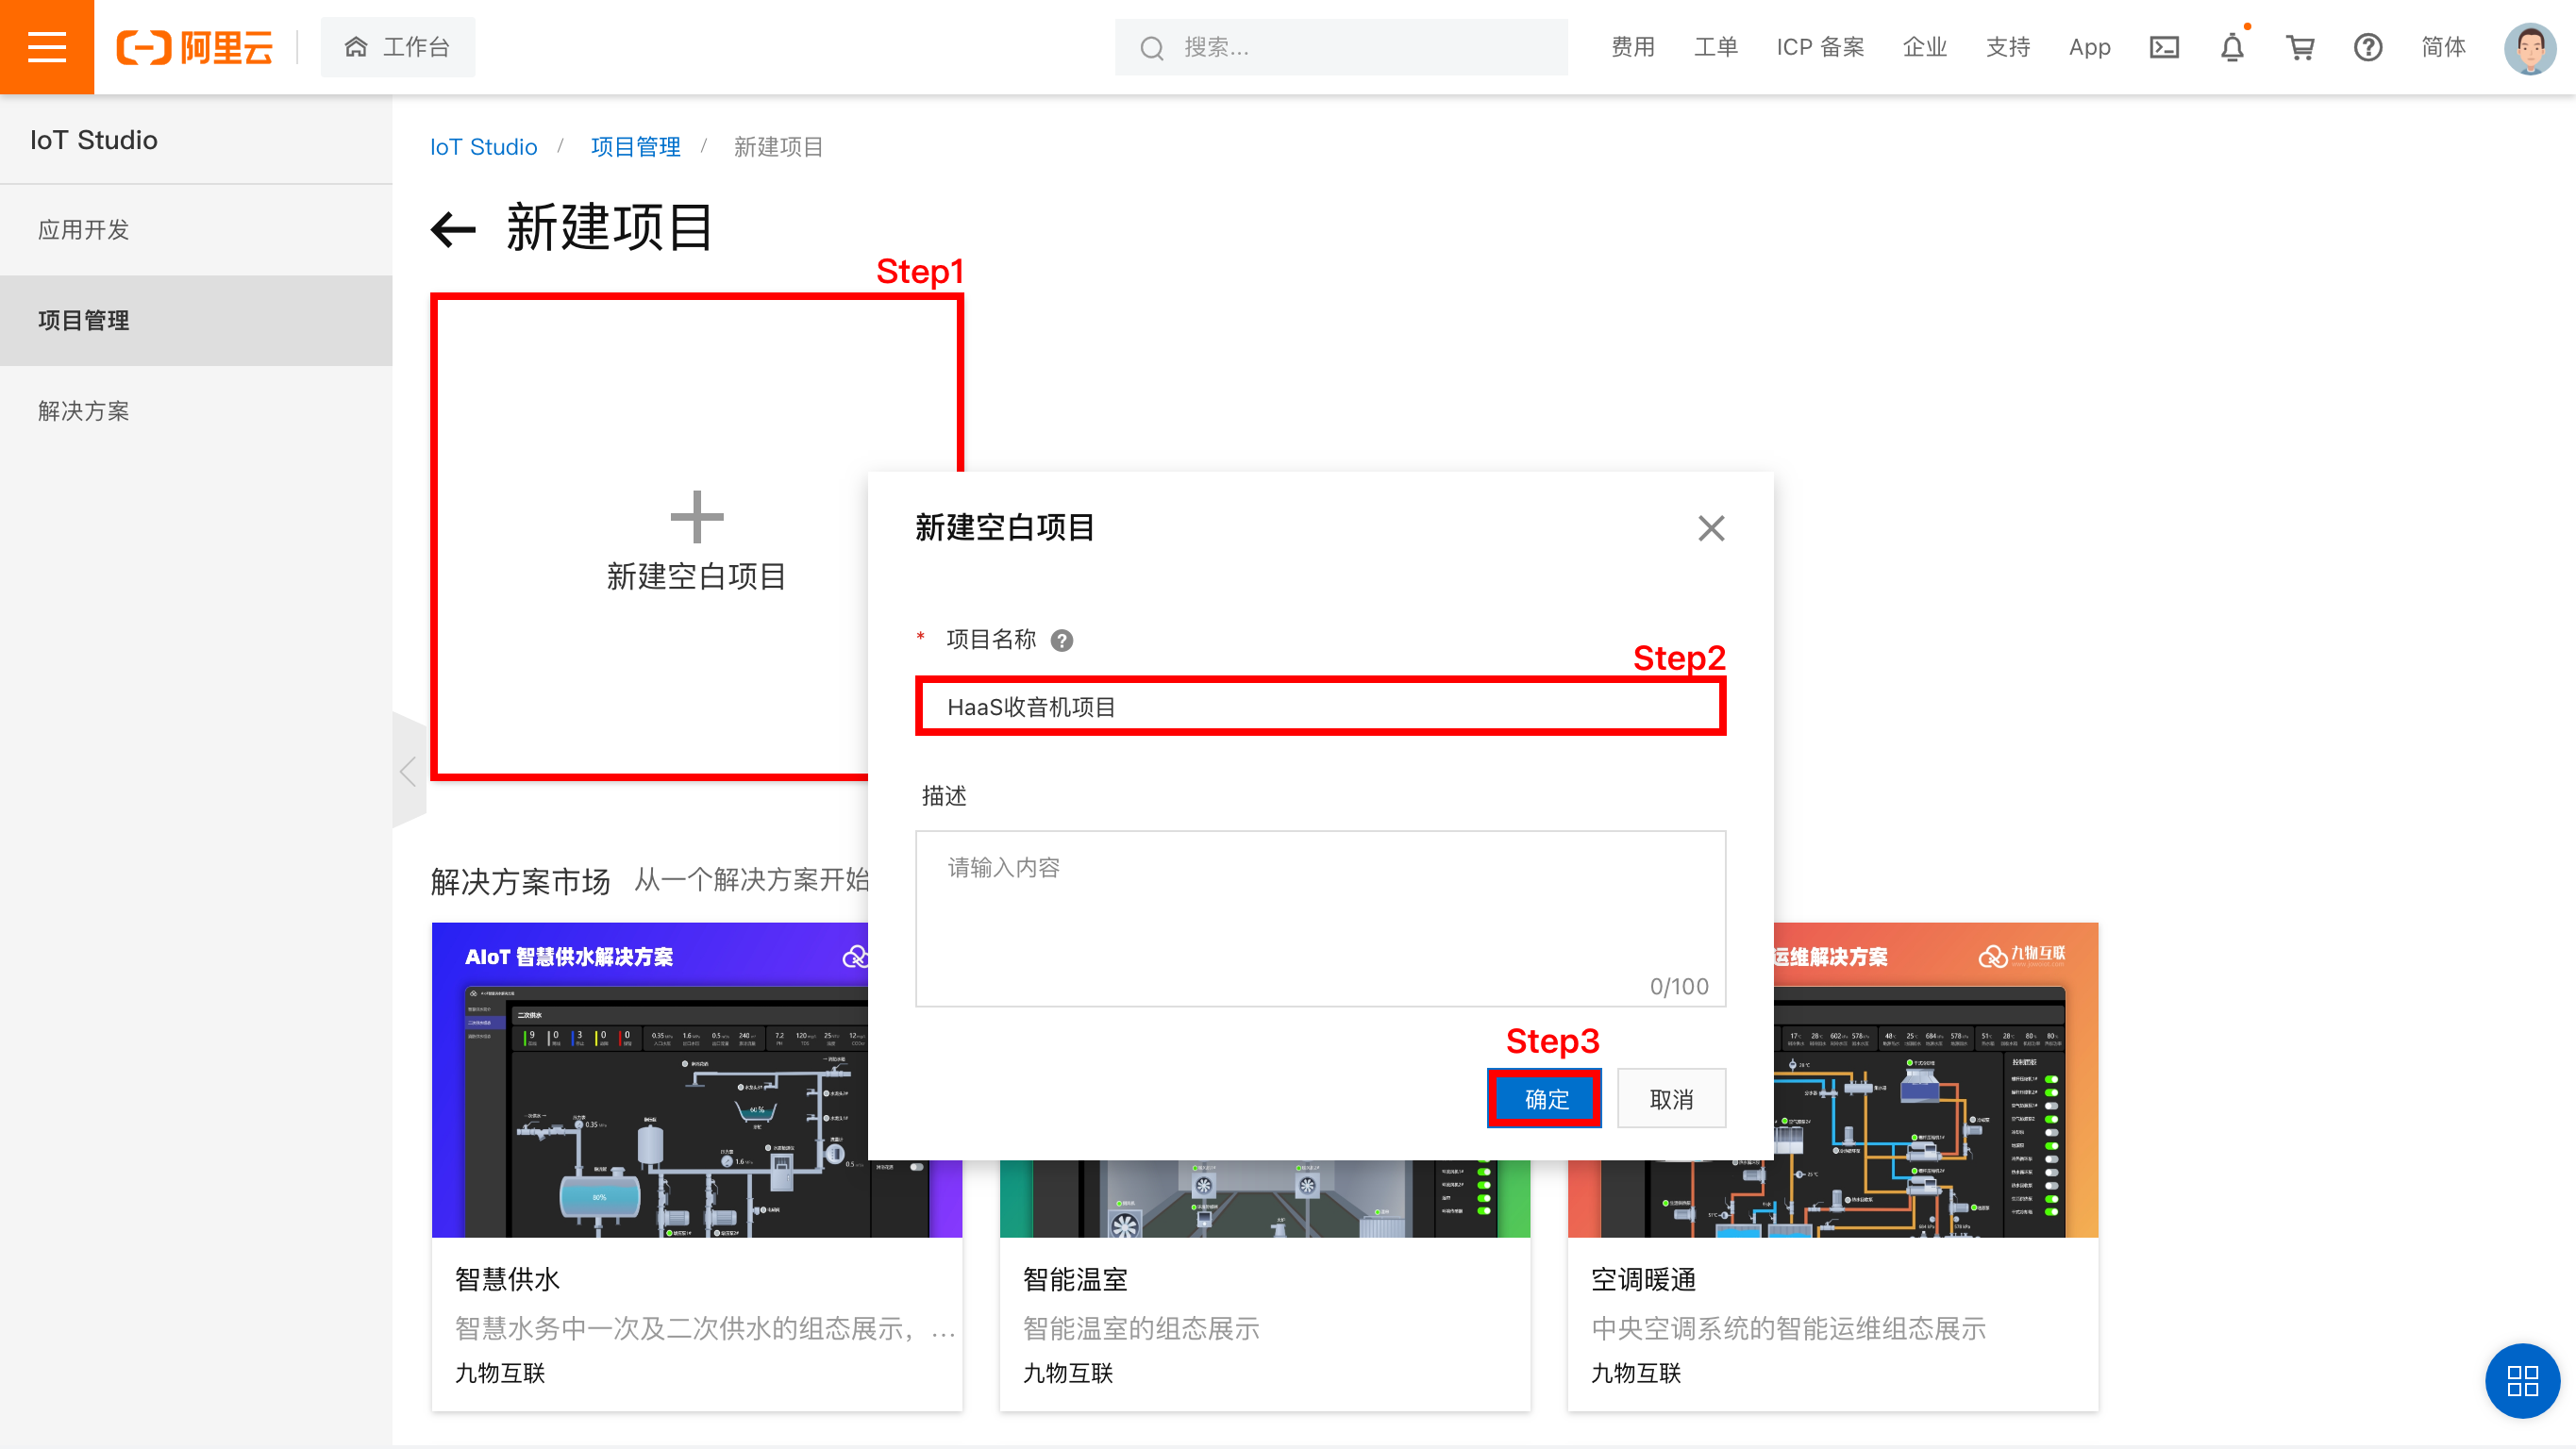 阿里云
工作台
搜索...
费用
工单
ICP 备案
企业
支持
App
简体
IoT Studio
应用开发
项目管理
解决方案
IoT Studio / 项目管理 / 新建项目
新建项目
Step1
新建空白项目
新建空白项目
* 项目名称
Step2
HaaS收音机项目
描述
请输入内容
0/100
Step3
确定
取消
解决方案市场 从一个解决方案开始
AIoT 智慧供水解决方案
运维解决方案
九物互联
二次供水
智慧供水
智慧水务中一次及二次供水的组态展示，...
九物互联
智能温室
智能温室的组态展示
九物互联
空调暖通
中央空调系统的智能运维组态展示
九物互联